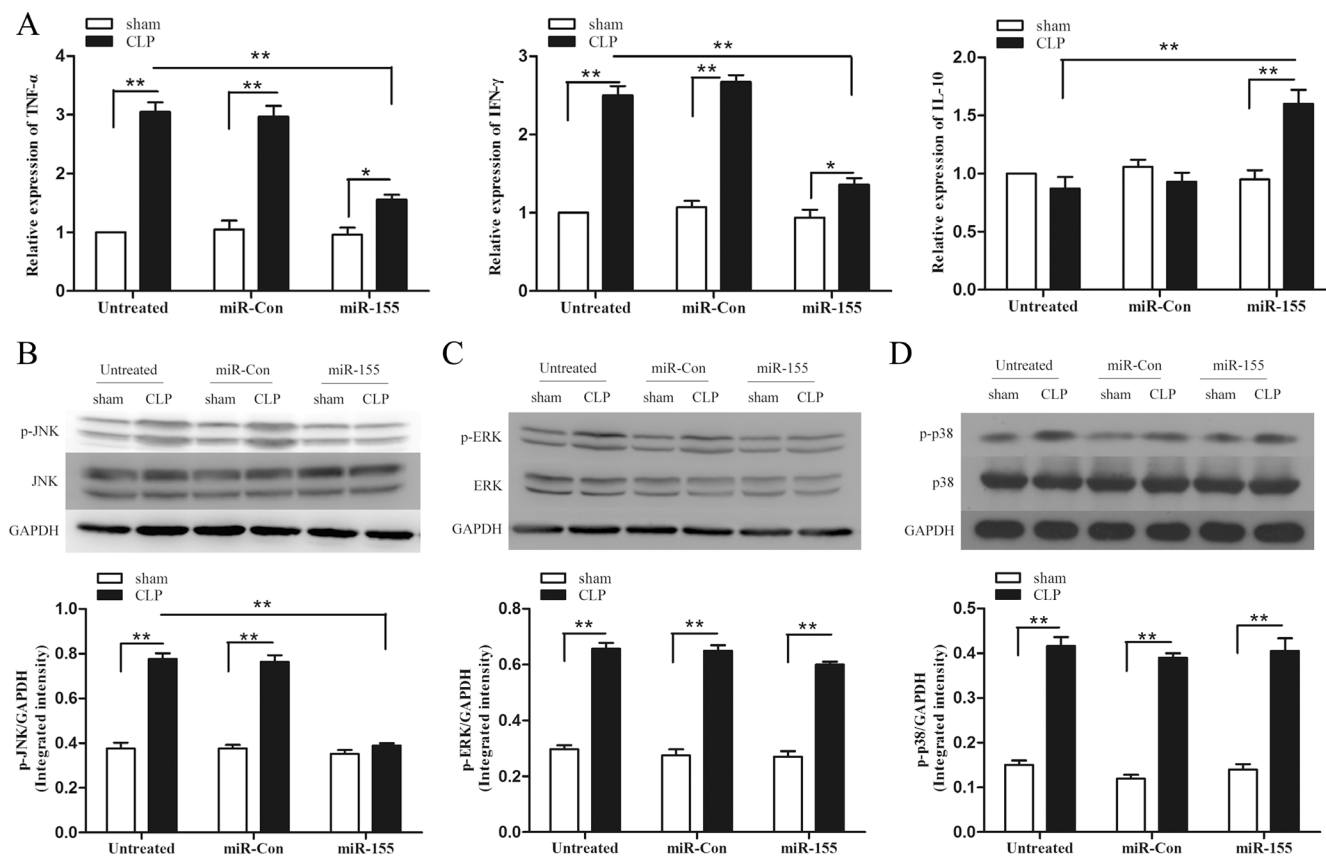 A
sham
CLP
Relative expression of TNF-α
4
3
2
1
0
**
**
**
*
Untreated
miR-Con
miR-155
sham
CLP
Relative expression of IFN-γ
3
2
1
0
**
**
**
*
Untreated
miR-Con
miR-155
sham
CLP
Relative expression of IL-10
2.0
1.5
1.0
0.5
0.0
**
**
Untreated
miR-Con
miR-155
B
Untreated
miR-Con
miR-155
sham
CLP
sham
CLP
sham
CLP
p-JNK
JNK
GAPDH
sham
CLP
p-JNK/GAPDH
(Integrated intensity)
1.0
0.8
0.6
0.4
0.2
0.0
**
**
**
Untreated
miR-Con
miR-155
C
Untreated
miR-Con
miR-155
sham
CLP
sham
CLP
sham
CLP
p-ERK
ERK
GAPDH
sham
CLP
p-ERK/GAPDH
(Integrated intensity)
0.8
0.6
0.4
0.2
0.0
**
**
**
Untreated
miR-Con
miR-155
D
Untreated
miR-Con
miR-155
sham
CLP
sham
CLP
sham
CLP
p-p38
p38
GAPDH
sham
CLP
p-p38/GAPDH
(Integrated intensity)
0.5
0.4
0.3
0.2
0.1
0.0
**
**
**
Untreated
miR-Con
miR-155